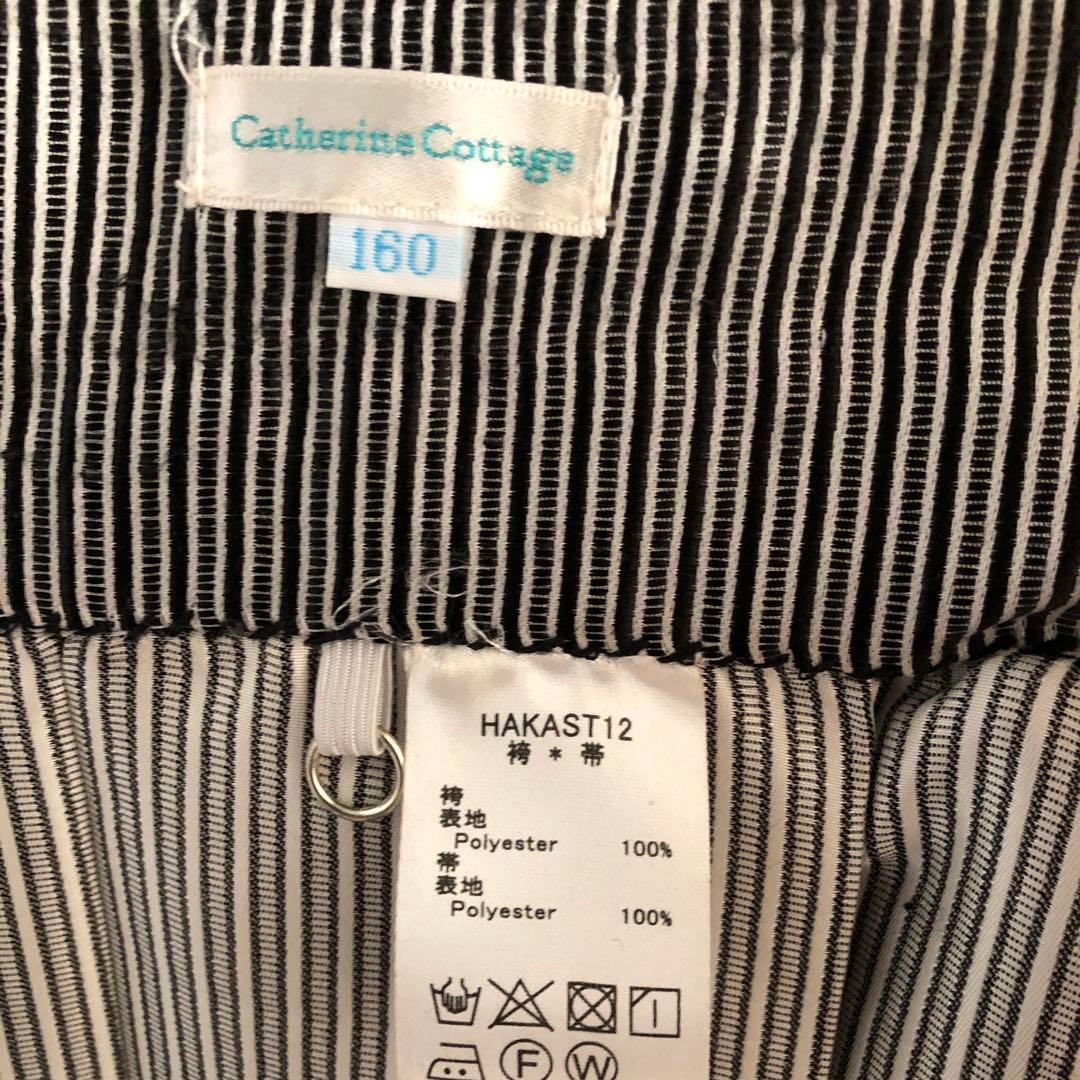 Catherine Cottage
160
HAKAST12
袴 * 帯
袴
表地
Polyester 100%
帯
表地
Polyester 100%
F W